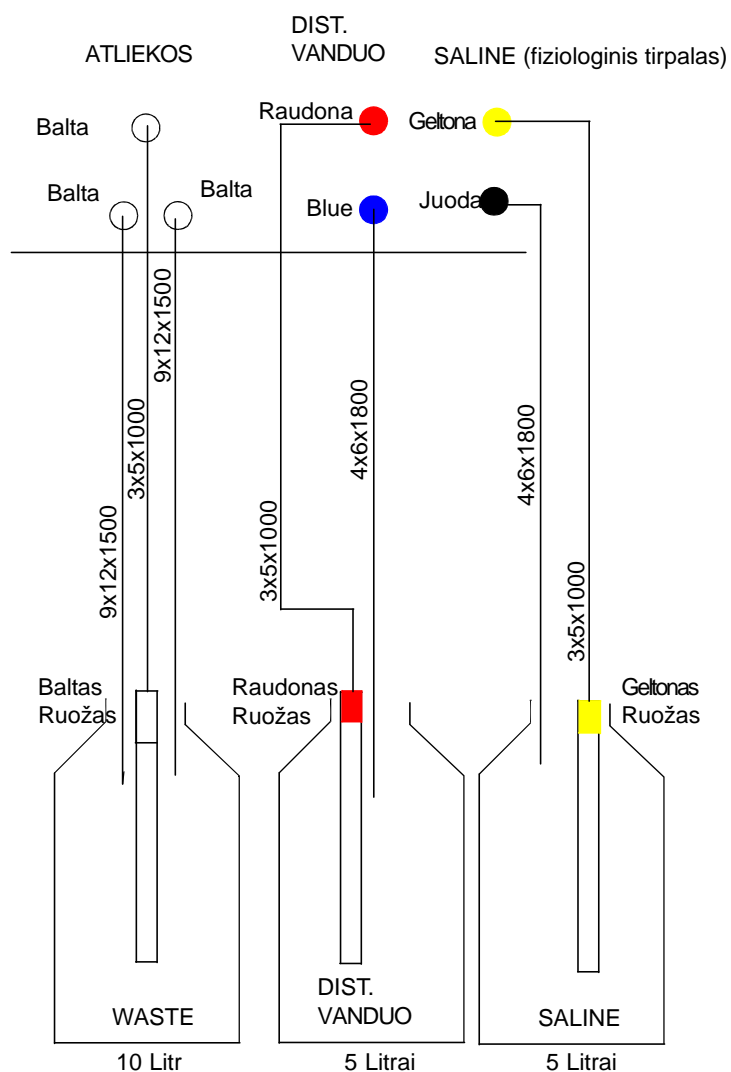 ATLIEKOS
DIST.
VANDUO
SALINE (fiziologinis tirpalas)
Balta
Raudona
Geltona
Balta
Balta
Blue
Juoda
9x12x1500
3x5x1000
9x12x1500
3x5x1000
4x6x1800
4x6x1800
3x5x1000
Baltas
Ruožas
Raudonas
Ruožas
Geltonas
Ruožas
WASTE
DIST.
VANDUO
SALINE
10 Litr
5 Litrai
5 Litrai